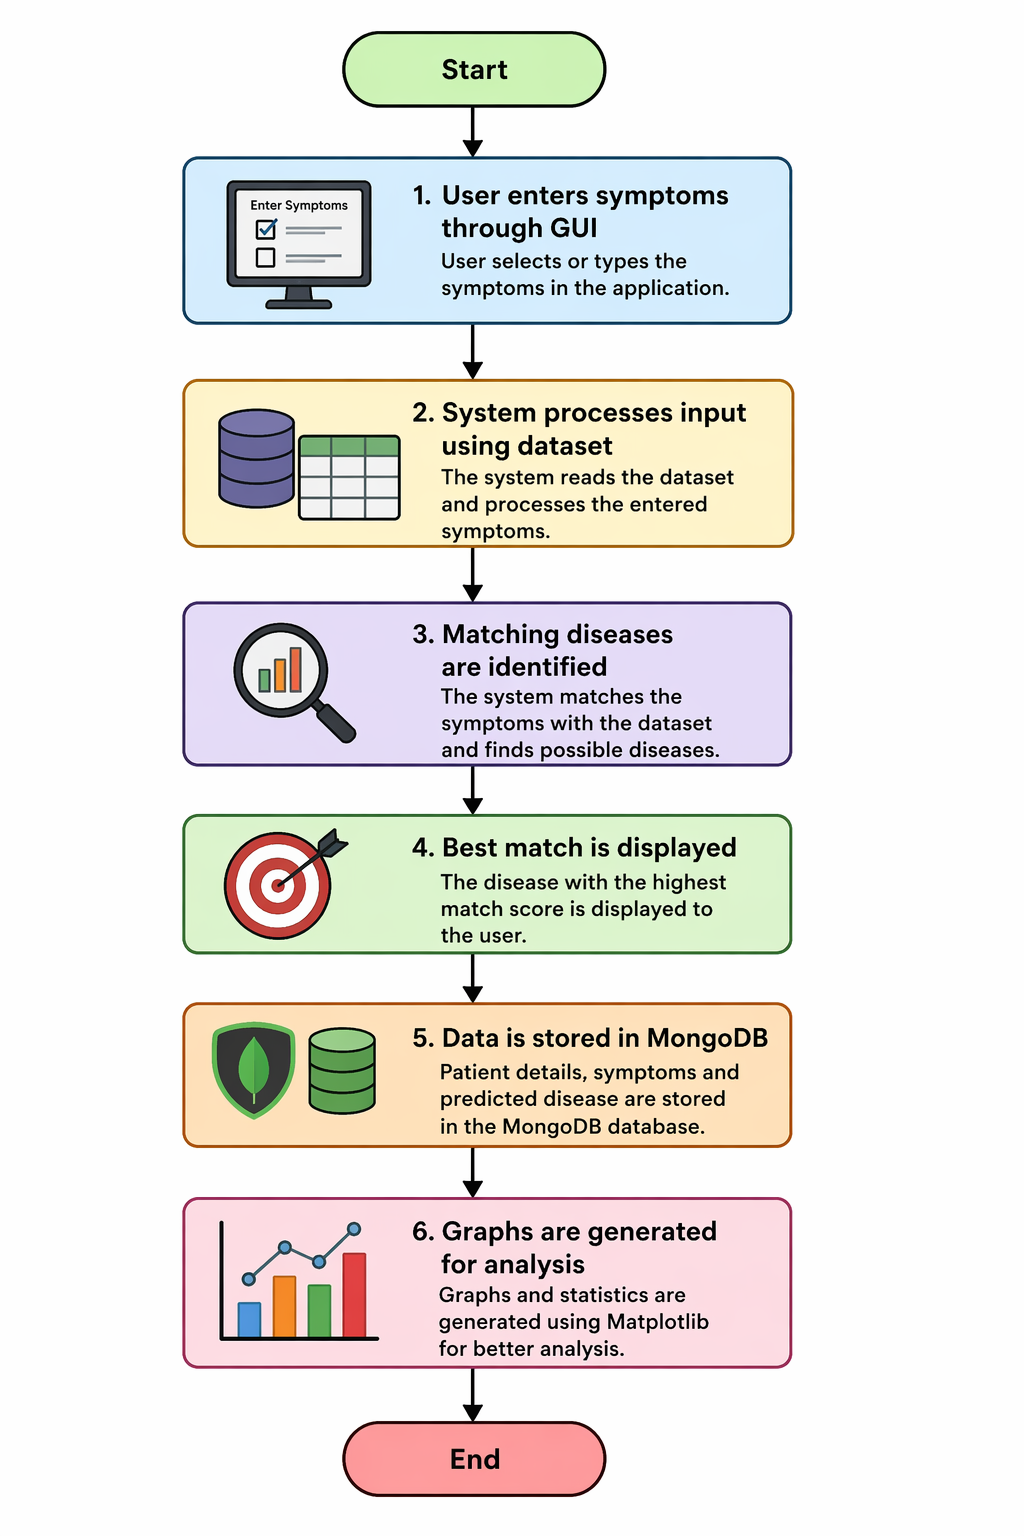 Start
Enter Symptoms
1. User enters symptoms
through GUI
User selects or types the
symptoms in the application.
2. System processes input
using dataset
The system reads the dataset
and processes the entered
symptoms.
3. Matching diseases
are identified
The system matches the
symptoms with the dataset
and finds possible diseases.
4. Best match is displayed
The disease with the highest
match score is displayed to
the user.
5. Data is stored in MongoDB
Patient details, symptoms and
predicted disease are stored
in the MongoDB database.
6. Graphs are generated
for analysis
Graphs and statistics are
generated using Matplotlib
for better analysis.
End